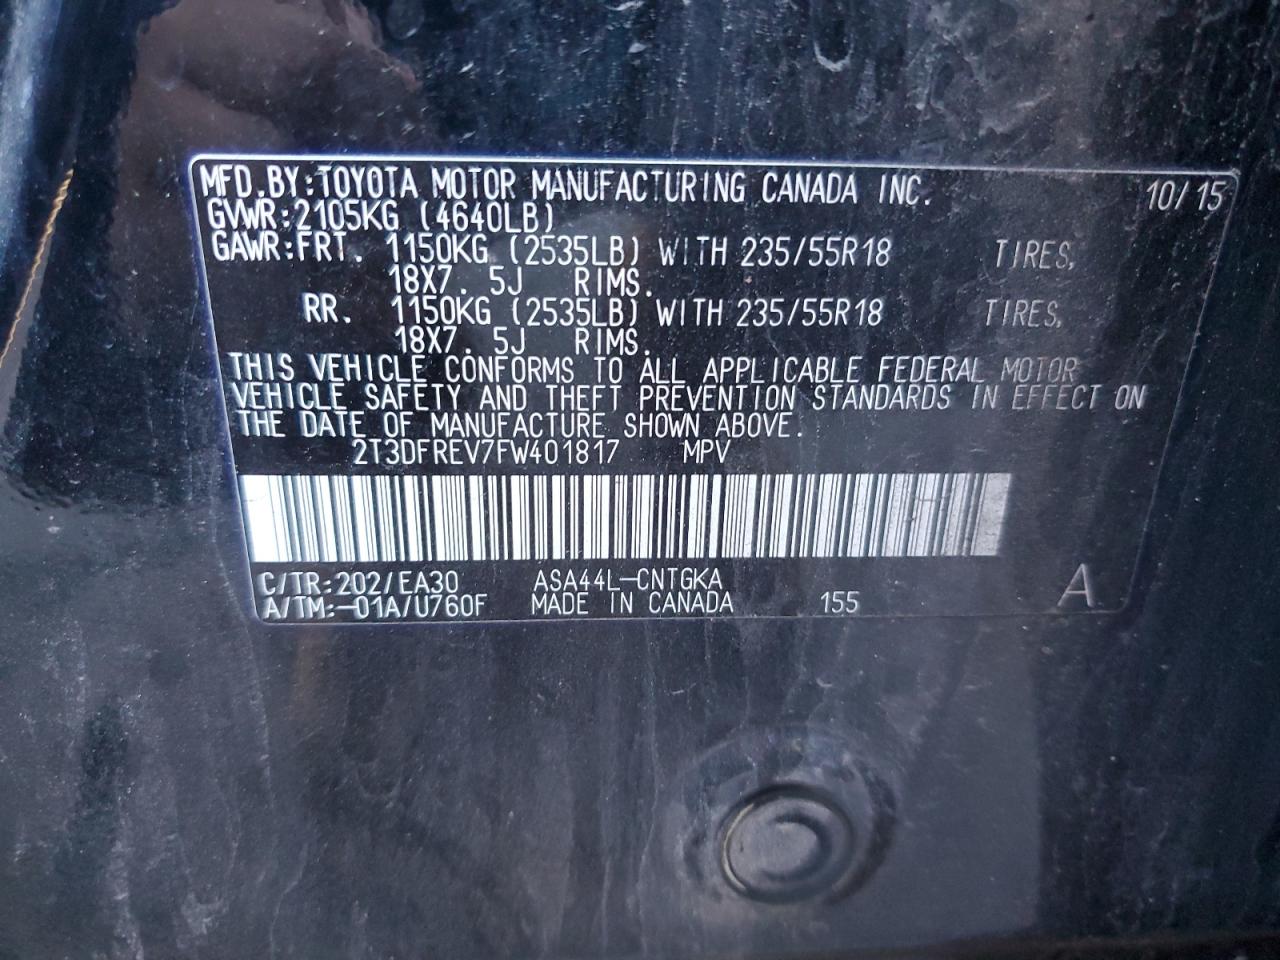 MFD.BY:TOYOTA MOTOR MANUFACTURING CANADA INC. 10/15
GVWR:2105KG (4640LB)
GAWR:FRT. 1150KG (2535LB) WITH 235/55R18 TIRES,
18X7. 5J RIMS.
RR. 1150KG (2535LB) WITH 235/55R18 TIRES,
18X7. 5J RIMS.
THIS VEHICLE CONFORMS TO ALL APPLICABLE FEDERAL MOTOR
VEHICLE SAFETY AND THEFT PREVENTION STANDARDS IN EFFECT ON
THE DATE OF MANUFACTURE SHOWN ABOVE.
2T3DFREV7FW401817 MPV
C/TR:202/EA30 ASA44L-CNTGKA A
A/TM:-01A/U760F MADE IN CANADA 155